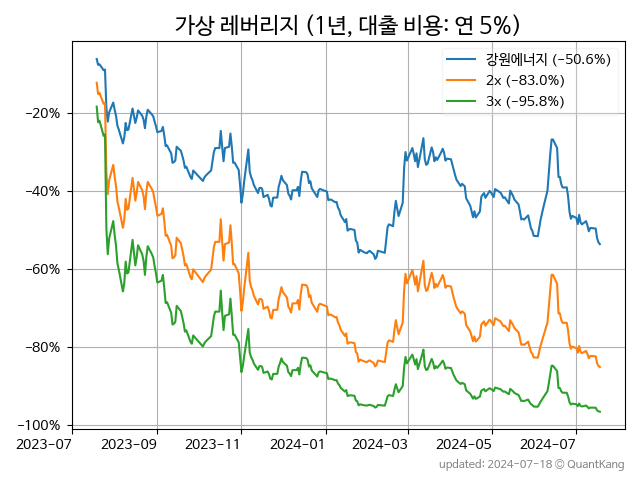 가상 레버리지 (1년, 대출 비용: 연 5%)
강원에너지 (−50.6%)
2x (−83.0%)
3x (−95.8%)
−20%
−40%
−60%
−80%
−100%
2023-07 2023-09 2023-11 2024-01 2024-03 2024-05 2024-07
updated: 2024-07-18 © QuantKang